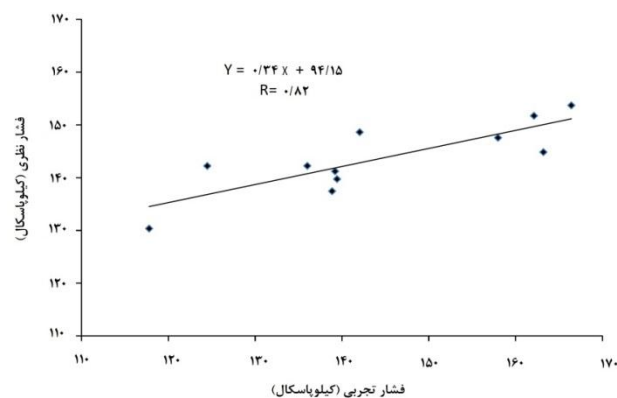 ۱۷۰
۱۶۰
۱۵۰
۱۴۰
۱۳۰
۱۲۰
۱۱۰
فشار نظری (کیلوپاسکال)
Y = ۰/۳۴ x + ۹۴/۱۵
R= ۰/۸۲
۱۱۰ ۱۲۰ ۱۳۰ ۱۴۰ ۱۵۰ ۱۶۰ ۱۷۰
فشار تجربی (کیلوپاسکال)